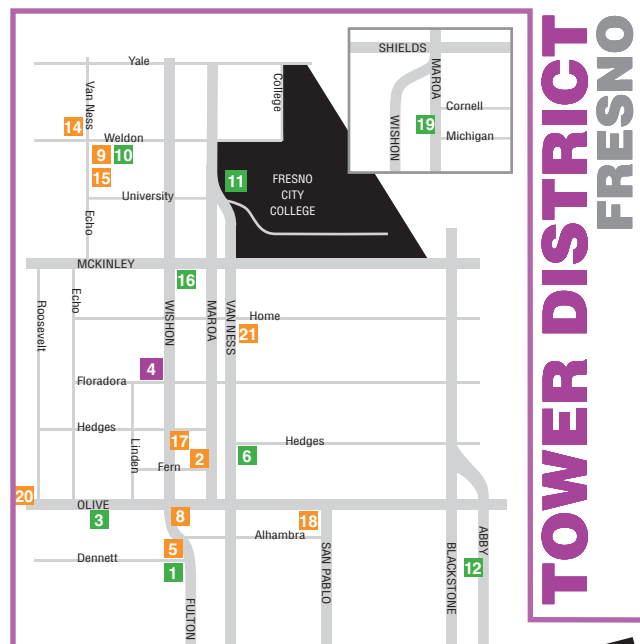 TOWER DISTRICT
FRESNO
SHIELDS
MAROA
WISHON
Cornell
19
Michigan
Yale
Van Ness
College
14
Weldon
9
10
15
11
FRESNO
CITY
COLLEGE
University
Echo
MCKINLEY
16
Roosevelt
Echo
WISHON
MAROA
VAN NESS
Home
21
4
Floradora
Hedges
17
Hedges
Linden
2
6
Fern
20
OLIVE
3
8
18
Alhambra
5
Dennett
1
FULTON
SAN PABLO
BLACKSTONE
ABBY
12